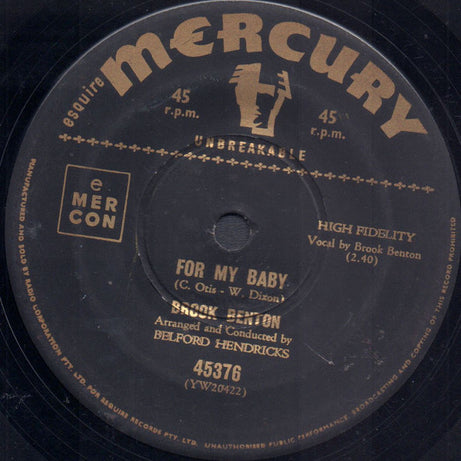 esquire
M€RCURY
45
r.p.m.
45
r.p.m.
UNBREAKABLE
e
MER
CON
HIGH FIDELITY
Vocal by Brook Benton
(2.40)
FOR MY BABY
(C. Otis - W. Dixon)
BROOK BENTON
Arranged and Conducted by
BELFORD HENDRICKS
45376
(YW20422)
MANUFACTURED AND SOLD BY RADIO CORPORATION PTY. LTD. FOR ESQUIRE RECORDS PTY. LTD. UNAUTHORISED PUBLIC PERFORMANCE, BROADCASTING AND COPYING OF THIS RECORD PROHIBITED